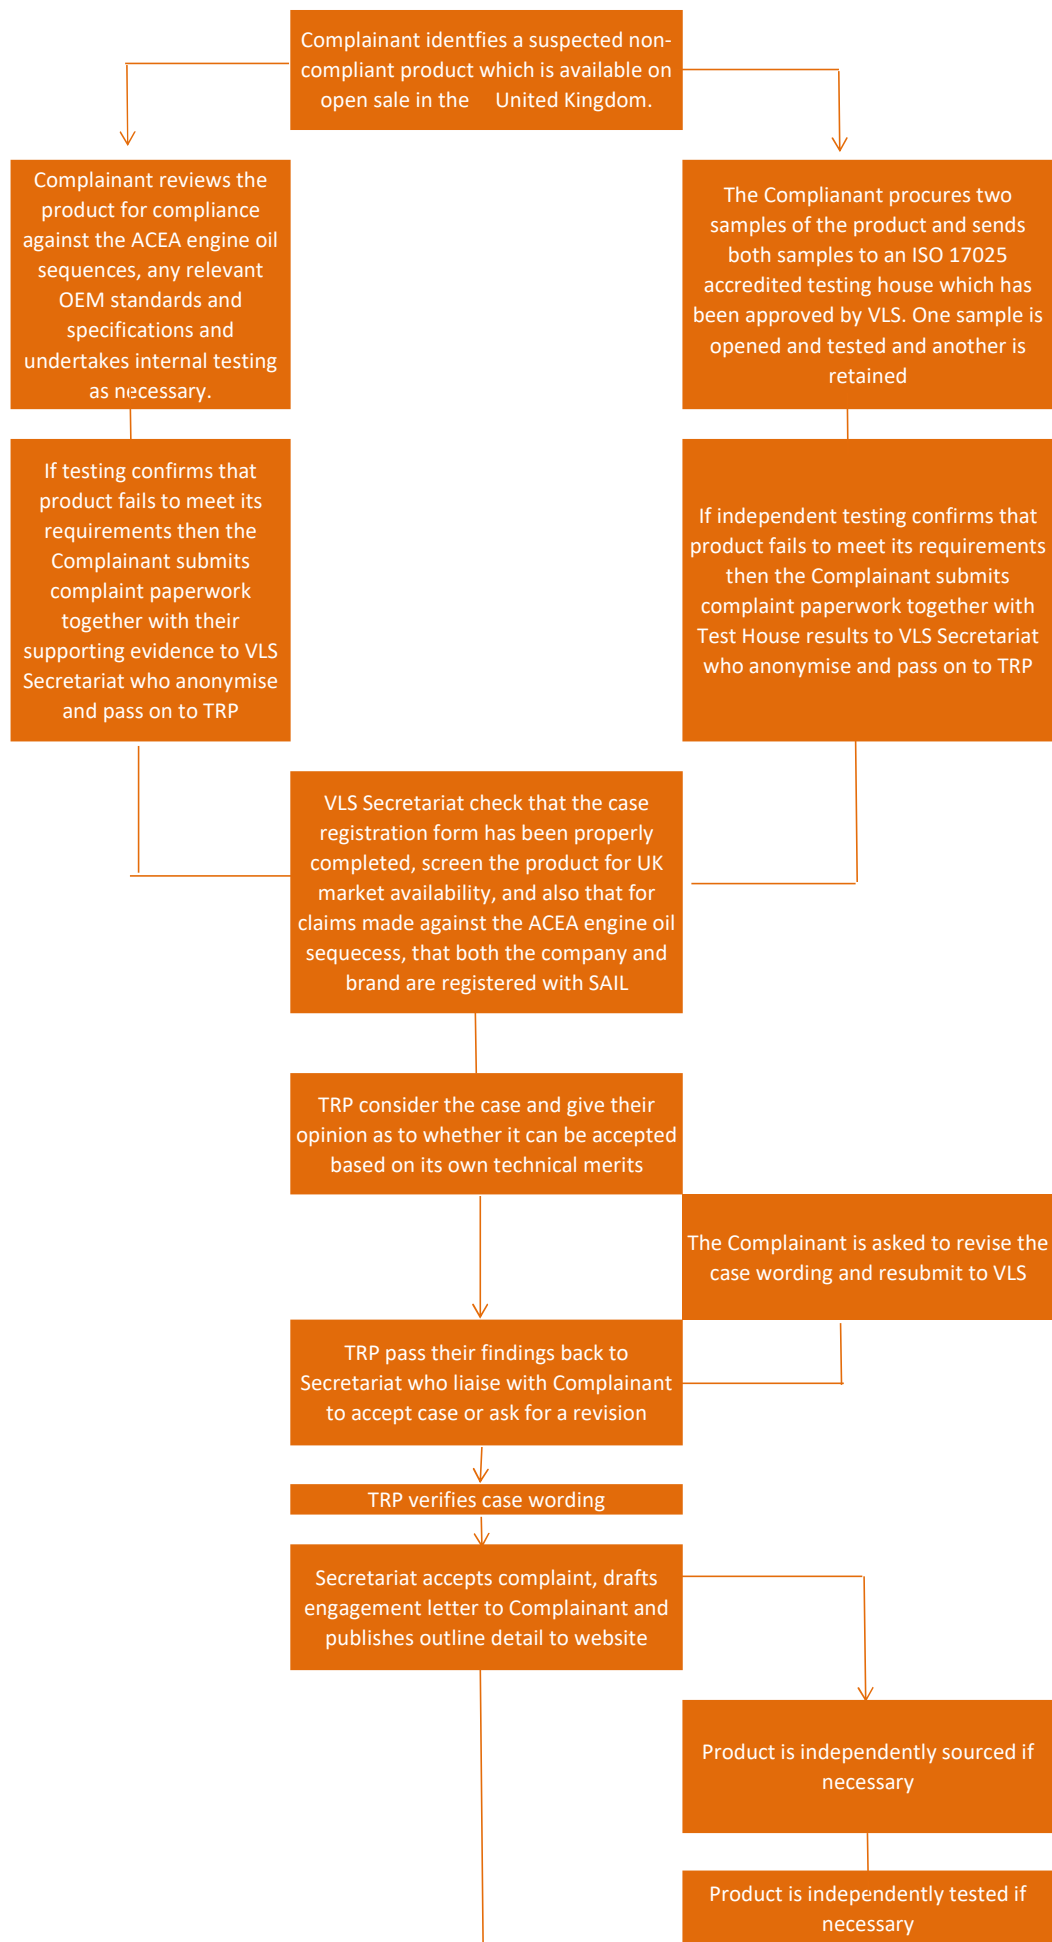 Complainant identfies a suspected non-
compliant product which is available on
open sale in the United Kingdom.
Complainant reviews the
product for compliance
against the ACEA engine oil
sequences, any relevant
OEM standards and
specifications and
undertakes internal testing
as necessary.
The Complianant procures two
samples of the product and sends
both samples to an ISO 17025
accredited testing house which has
been approved by VLS. One sample is
opened and tested and another is
retained
If testing confirms that
product fails to meet its
requirements then the
Complainant submits
complaint paperwork
together with their
supporting evidence to VLS
Secretariat who anonymise
and pass on to TRP
If independent testing confirms that
product fails to meet its requirements
then the Complainant submits
complaint paperwork together with
Test House results to VLS Secretariat
who anonymise and pass on to TRP
VLS Secretariat check that the case
registration form has been properly
completed, screen the product for UK
market availability, and also that for
claims made against the ACEA engine oil
sequecess, that both the company and
brand are registered with SAIL
TRP consider the case and give their
opinion as to whether it can be accepted
based on its own technical merits
The Complainant is asked to revise the
case wording and resubmit to VLS
TRP pass their findings back to
Secretariat who liaise with Complainant
to accept case or ask for a revision
TRP verifies case wording
Secretariat accepts complaint, drafts
engagement letter to Complainant and
publishes outline detail to website
Product is independently sourced if
necessary
Product is independently tested if
necessary